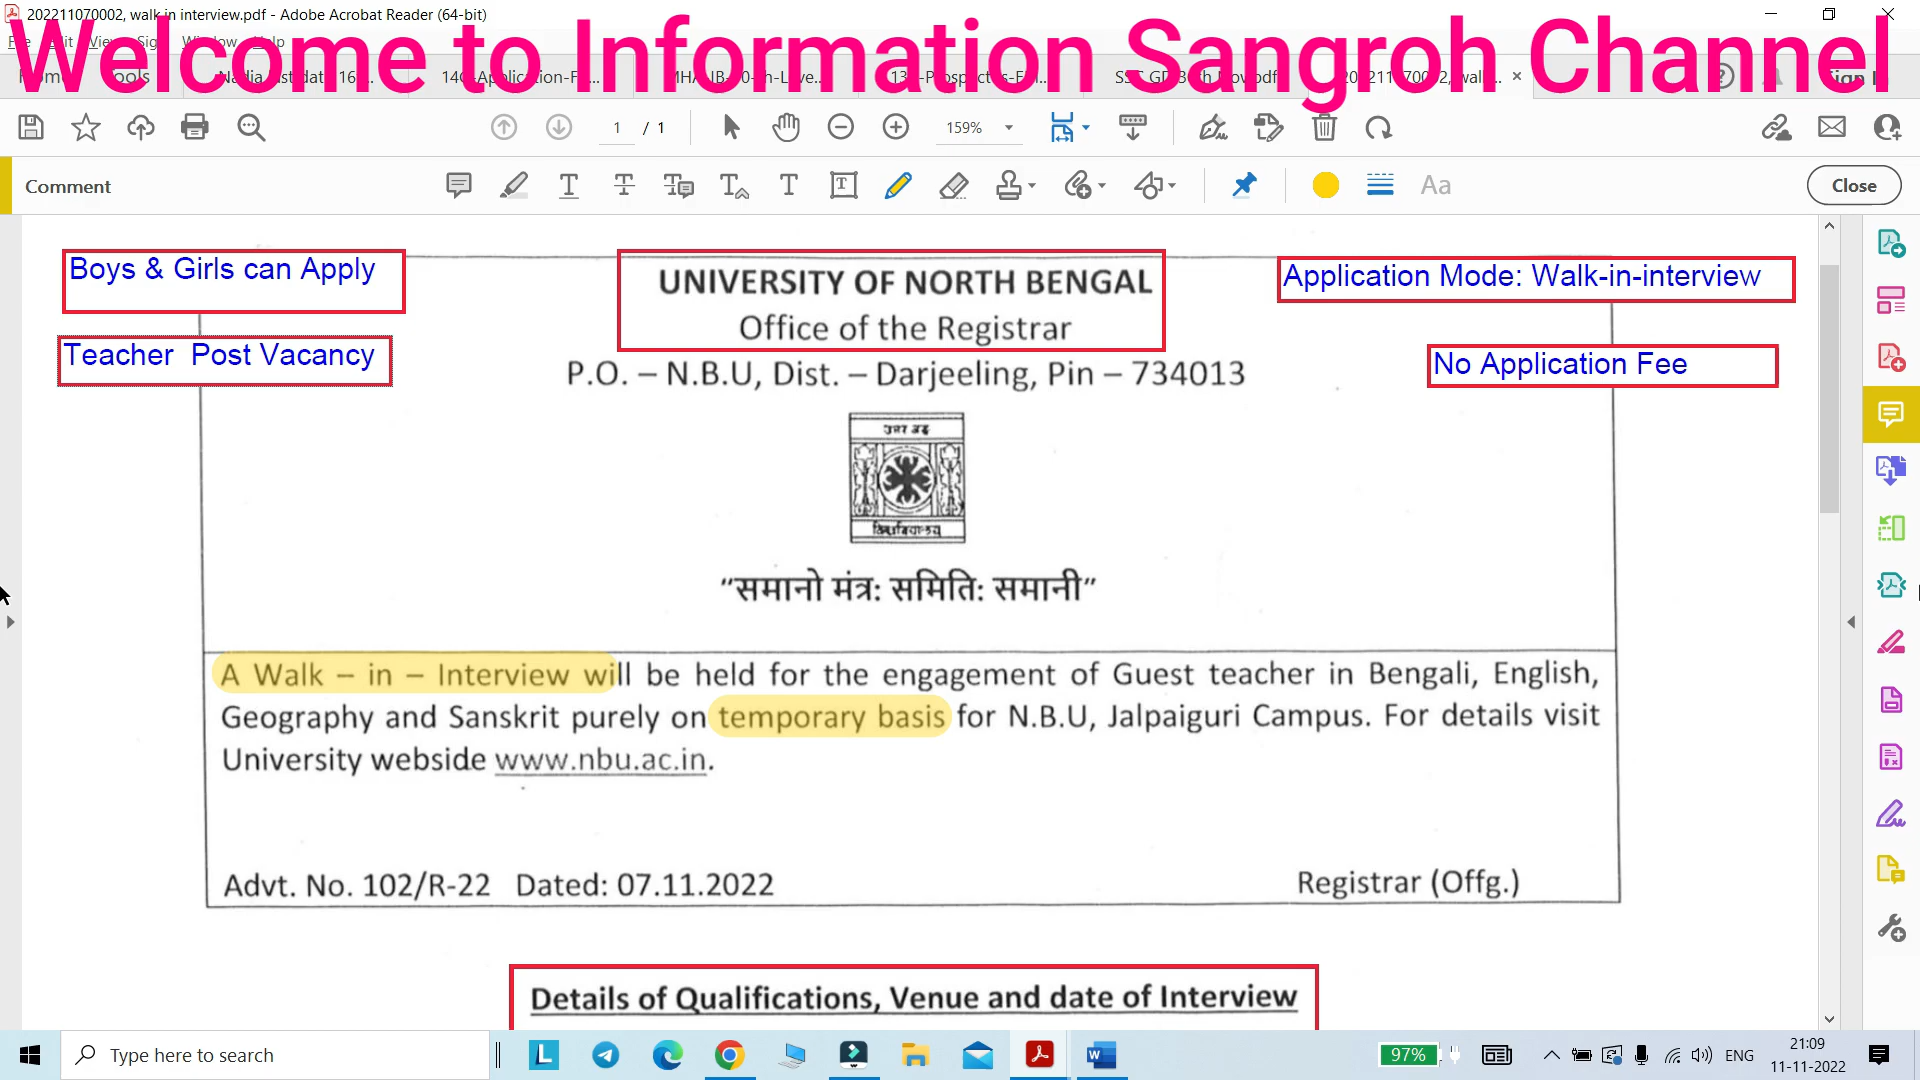 202211070002, walk in interview.pdf - Adobe Acrobat Reader (64-bit)
Welcome to Information Sangroh Channel
1 / 1
159%
Comment
Aa
Close
Boys & Girls can Apply
Teacher Post Vacancy
UNIVERSITY OF NORTH BENGAL
Office of the Registrar
P.O. – N.B.U, Dist. – Darjeeling, Pin – 734013
Application Mode: Walk-in-interview
No Application Fee
“समानो मंत्र: समिति: समानी”
A Walk – in – Interview will be held for the engagement of Guest teacher in Bengali, English,
Geography and Sanskrit purely on temporary basis for N.B.U, Jalpaiguri Campus. For details visit
University webside www.nbu.ac.in.
Advt. No. 102/R-22 Dated: 07.11.2022
Registrar (Offg.)
Details of Qualifications, Venue and date of Interview
Type here to search
97%
ENG
21:09
11-11-2022